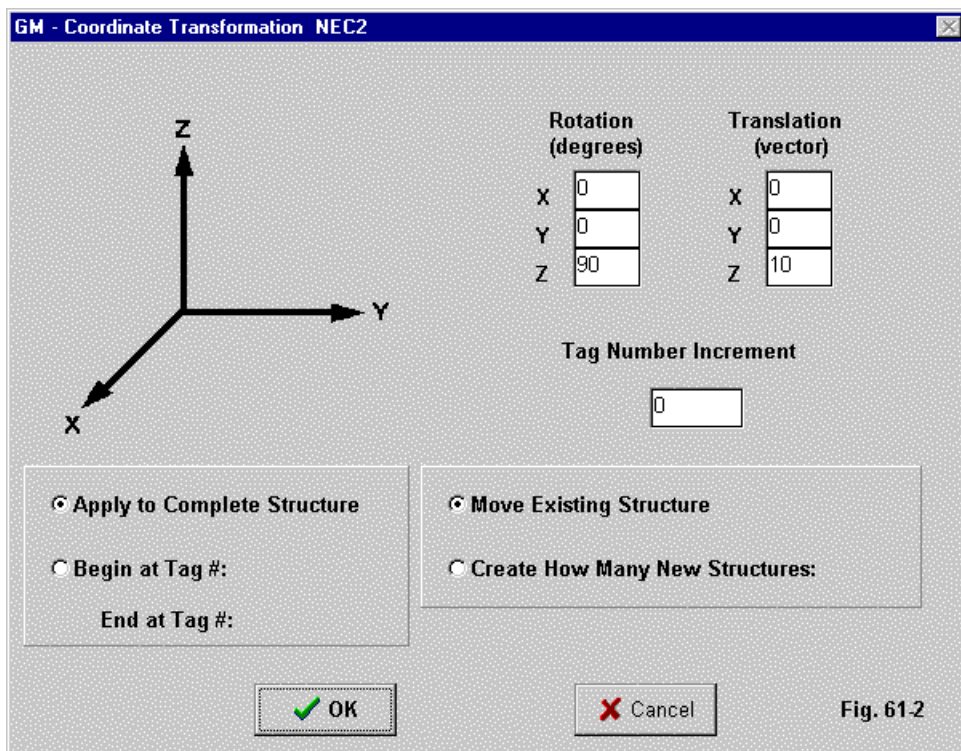 GM - Coordinate Transformation NEC2
Z
Y
X
Rotation
(degrees)
X 0
Y 0
Z 90
Translation
(vector)
X 0
Y 0
Z 10
Tag Number Increment
0
Apply to Complete Structure
Begin at Tag #:
End at Tag #:
Move Existing Structure
Create How Many New Structures:
OK
Cancel
Fig. 61-2